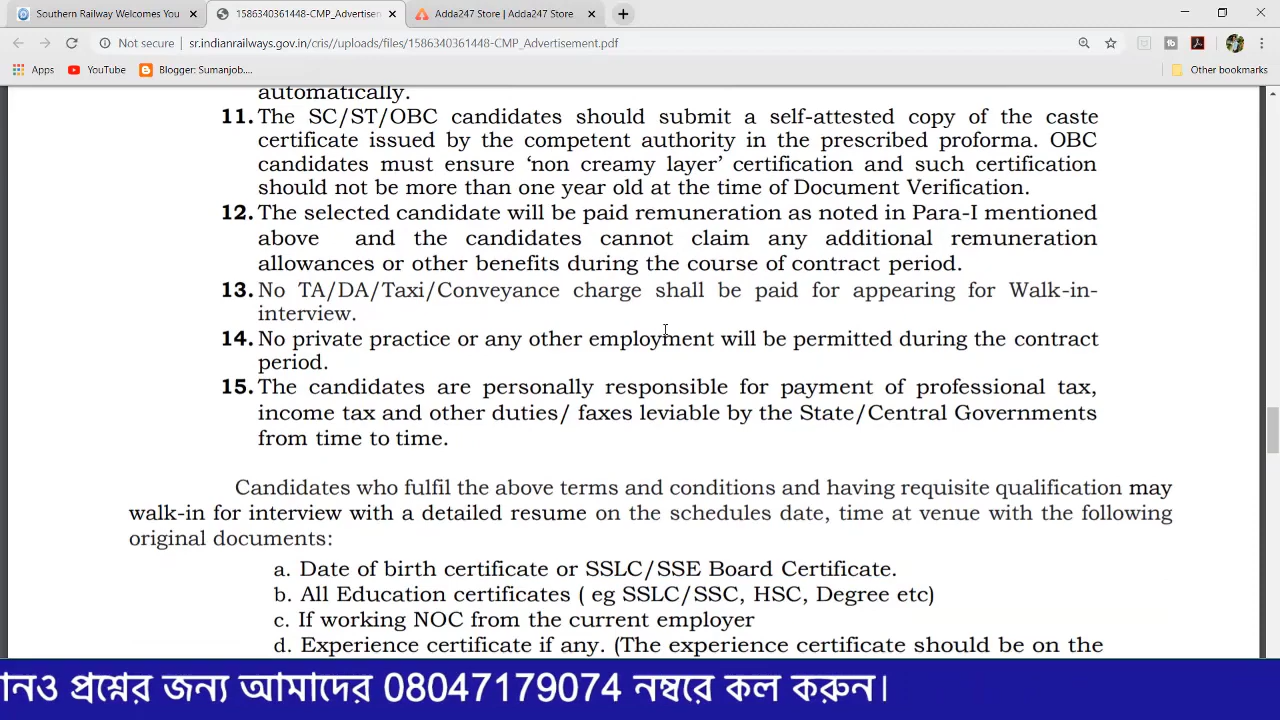 Southern Railway Welcomes You
1586340361448-CMP_Advertisen
Adda247 Store | Adda247 Store
Not secure
sr.indianrailways.gov.in/cris//uploads/files/1586340361448-CMP_Advertisement.pdf
Apps
YouTube
Blogger: Sumanjob....
Other bookmarks
automatically.
11. The SC/ST/OBC candidates should submit a self-attested copy of the caste
certificate issued by the competent authority in the prescribed proforma. OBC
candidates must ensure ‘non creamy layer’ certification and such certification
should not be more than one year old at the time of Document Verification.
12. The selected candidate will be paid remuneration as noted in Para-I mentioned
above and the candidates cannot claim any additional remuneration
allowances or other benefits during the course of contract period.
13. No TA/DA/Taxi/Conveyance charge shall be paid for appearing for Walk-in-
interview.
14. No private practice or any other employment will be permitted during the contract
period.
15. The candidates are personally responsible for payment of professional tax,
income tax and other duties/ faxes leviable by the State/Central Governments
from time to time.
Candidates who fulfil the above terms and conditions and having requisite qualification may
walk-in for interview with a detailed resume on the schedules date, time at venue with the following
original documents:
a. Date of birth certificate or SSLC/SSE Board Certificate.
b. All Education certificates ( eg SSLC/SSC, HSC, Degree etc)
c. If working NOC from the current employer
d. Experience certificate if any. (The experience certificate should be on the
ানও প্রশ্নের জন্য আমাদের 08047179074 নম্বরে কল করুন।